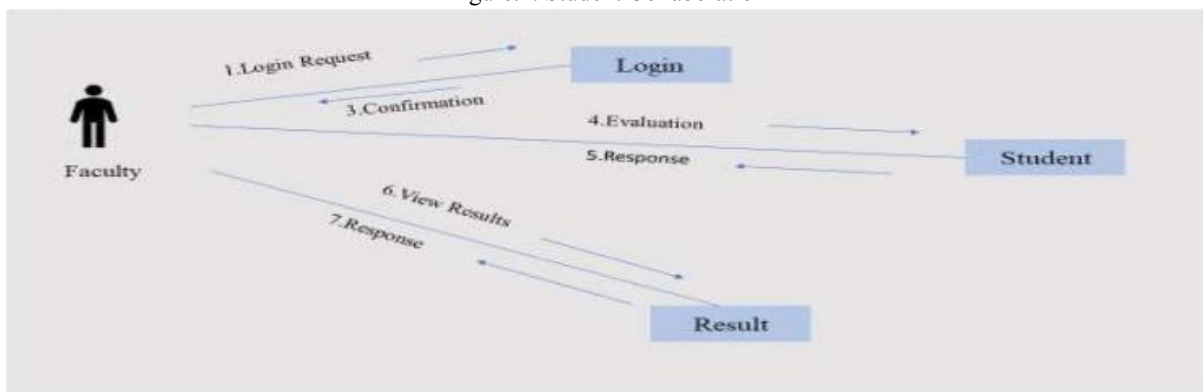 1.Login Request
Login
3.Confirmation
4.Evaluation
5.Response
Student
Faculty
6.View Results
7.Response
Result